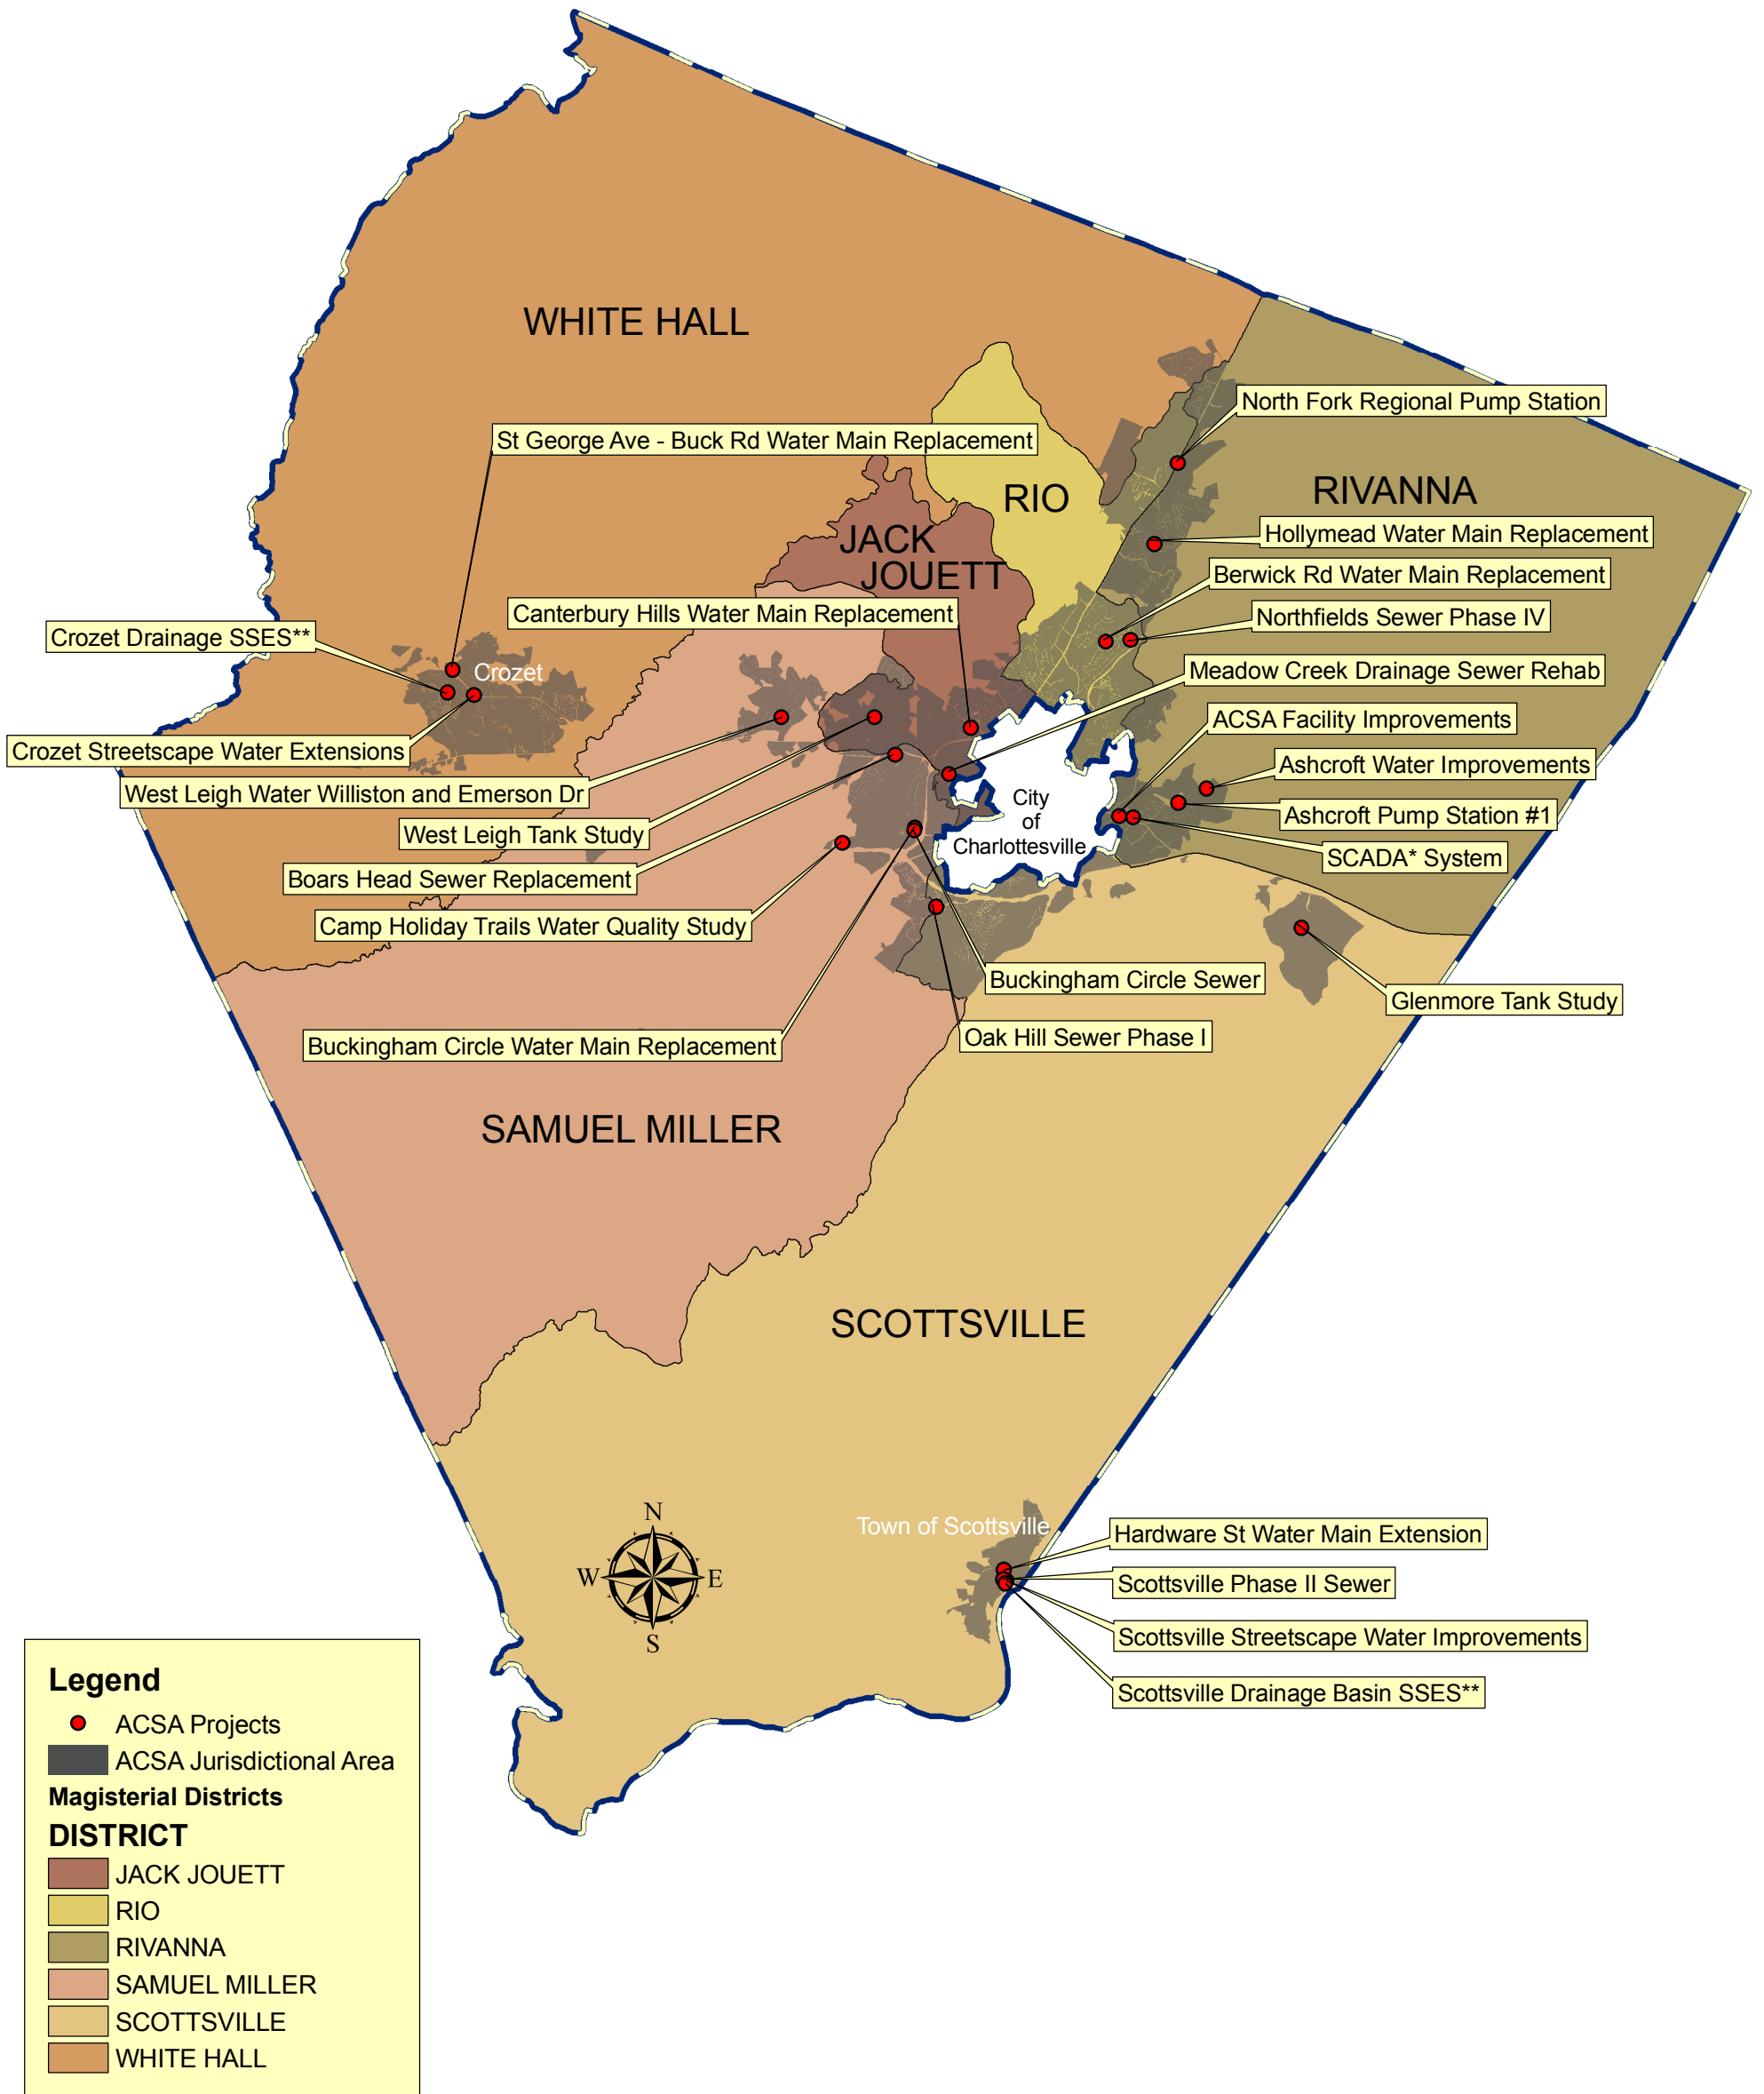 WHITE HALL
North Fork Regional Pump Station
St George Ave - Buck Rd Water Main Replacement
RIVANNA
RIO
Hollymead Water Main Replacement
JACK
JOUETT
Berwick Rd Water Main Replacement
Canterbury Hills Water Main Replacement
Northfields Sewer Phase IV
Crozet Drainage SSES**
Crozet
Meadow Creek Drainage Sewer Rehab
ACSA Facility Improvements
Crozet Streetscape Water Extensions
Ashcroft Water Improvements
West Leigh Water Williston and Emerson Dr
City
of
Charlottesville
Ashcroft Pump Station #1
West Leigh Tank Study
SCADA* System
Boars Head Sewer Replacement
Camp Holiday Trails Water Quality Study
Buckingham Circle Sewer
Glenmore Tank Study
Oak Hill Sewer Phase I
Buckingham Circle Water Main Replacement
SAMUEL MILLER
SCOTTSVILLE
N
W
E
S
Town of Scottsville
Hardware St Water Main Extension
Scottsville Phase II Sewer
Scottsville Streetscape Water Improvements
Scottsville Drainage Basin SSES**
Legend
ACSA Projects
ACSA Jurisdictional Area
Magisterial Districts
DISTRICT
JACK JOUETT
RIO
RIVANNA
SAMUEL MILLER
SCOTTSVILLE
WHITE HALL